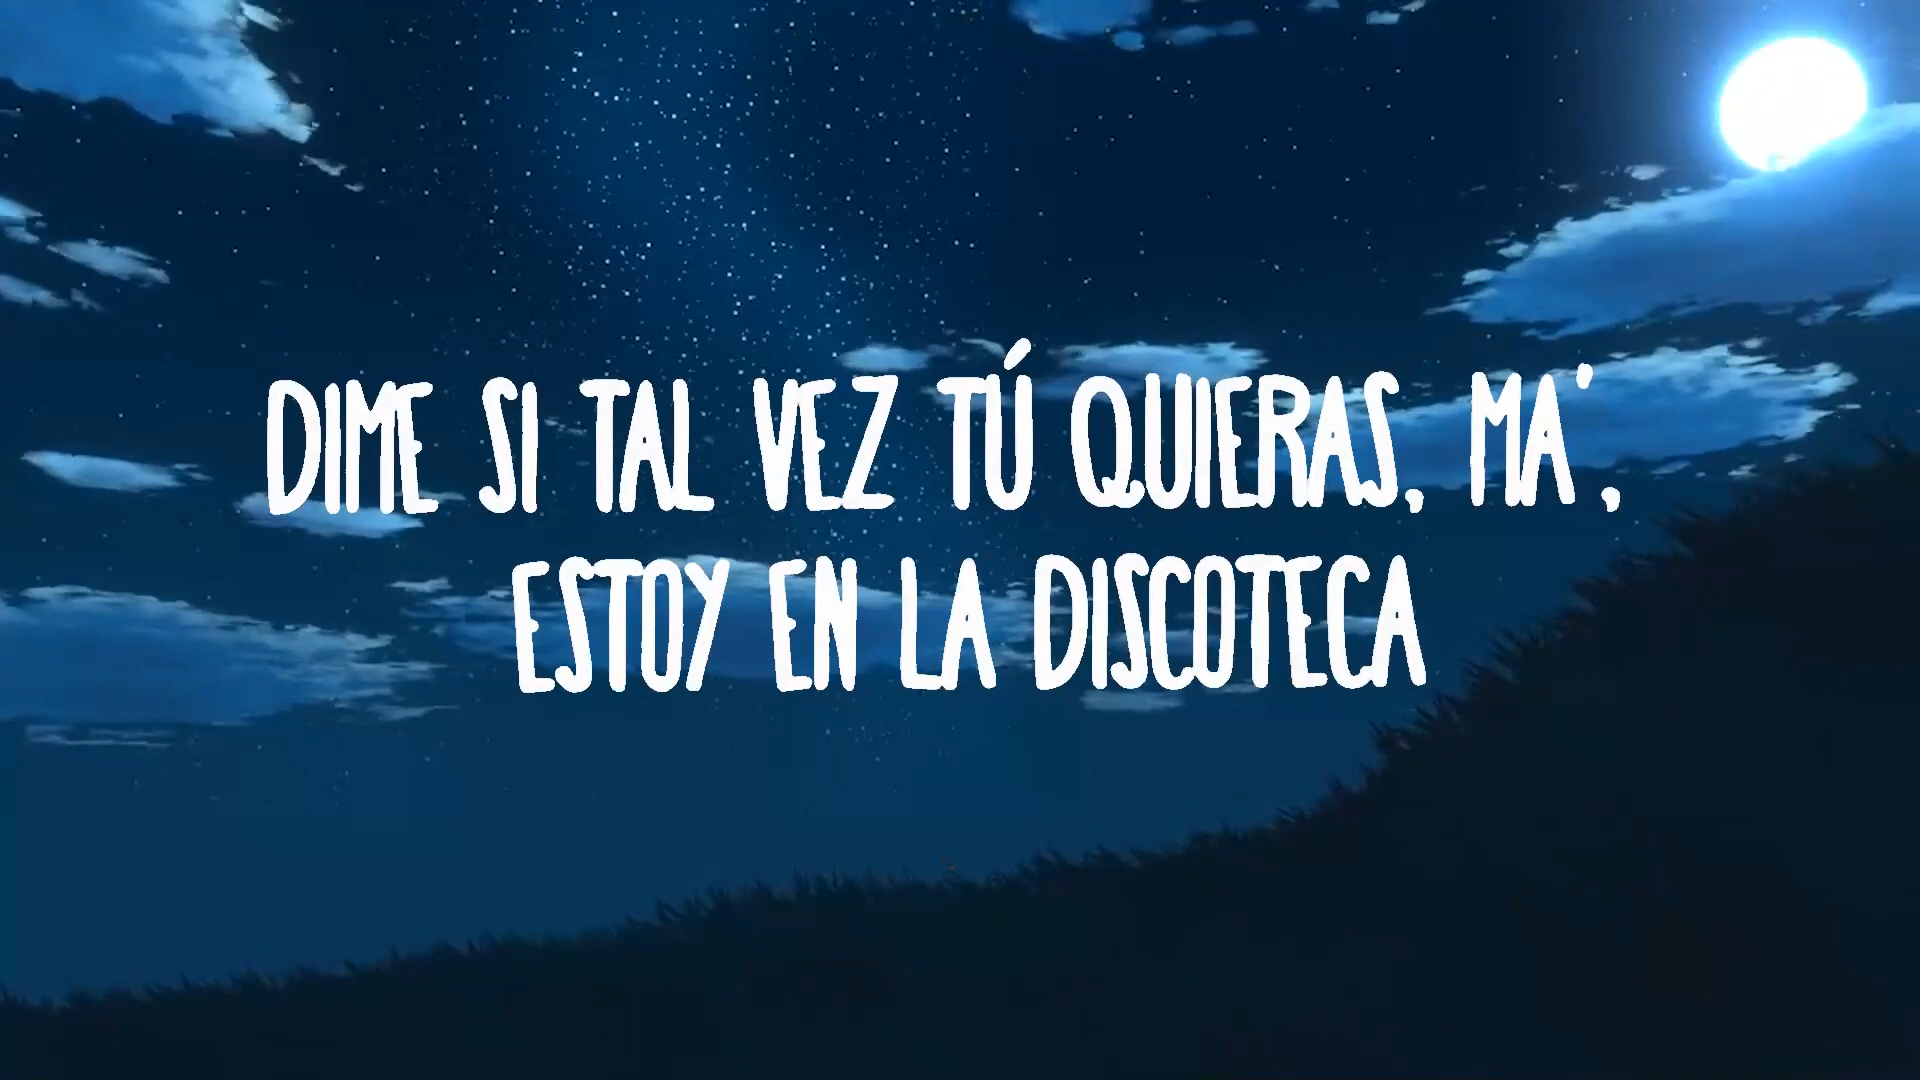 DIME SI TAL VEZ TÚ QUIERAS, MA',
ESTOY EN LA DISCOTECA